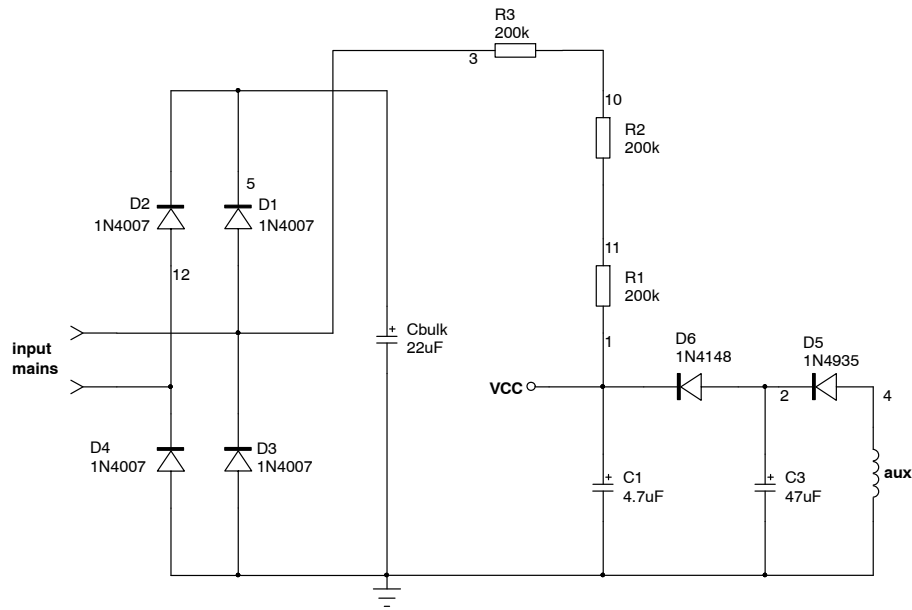 R3
200k
3
10
R2
200k
5
D2
1N4007
D1
1N4007
12
11
R1
200k
input
mains
Cbulk
22uF
+
1
D6
1N4148
D5
1N4935
VCC
2
4
D4
1N4007
D3
1N4007
+
C1
4.7uF
+
C3
47uF
aux